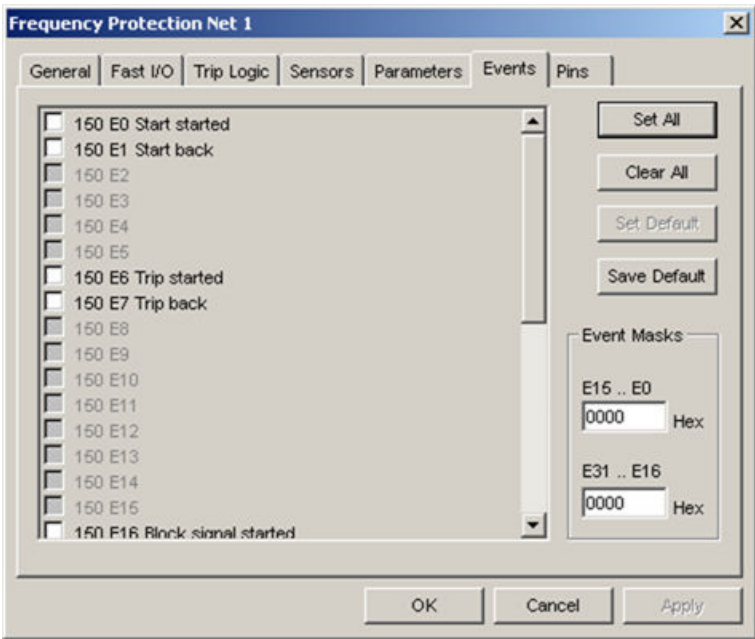 Frequency Protection Net 1
General Fast I/O Trip Logic Sensors Parameters Events Pins
150 E0 Start started
150 E1 Start back
150 E2
150 E3
150 E4
150 E5
150 E6 Trip started
150 E7 Trip back
150 E8
150 E9
150 E10
150 E11
150 E12
150 E13
150 E14
150 E15
150 E16 Block signal started
Set All
Clear All
Set Default
Save Default
Event Masks
E15 .. E0
0000 Hex
E31 .. E16
0000 Hex
OK Cancel Apply